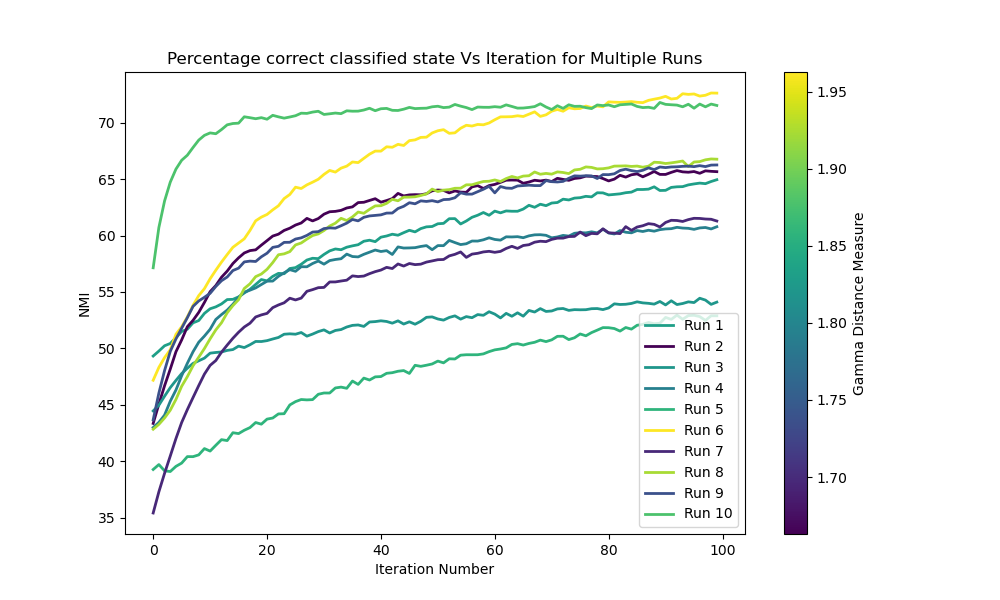 Percentage correct classified state Vs Iteration for Multiple Runs
NMI
70
65
60
55
50
45
40
35
0
20
40
60
80
100
Iteration Number
Run 1
Run 2
Run 3
Run 4
Run 5
Run 6
Run 7
Run 8
Run 9
Run 10
1.95
1.90
1.85
1.80
1.75
1.70
Gamma Distance Measure